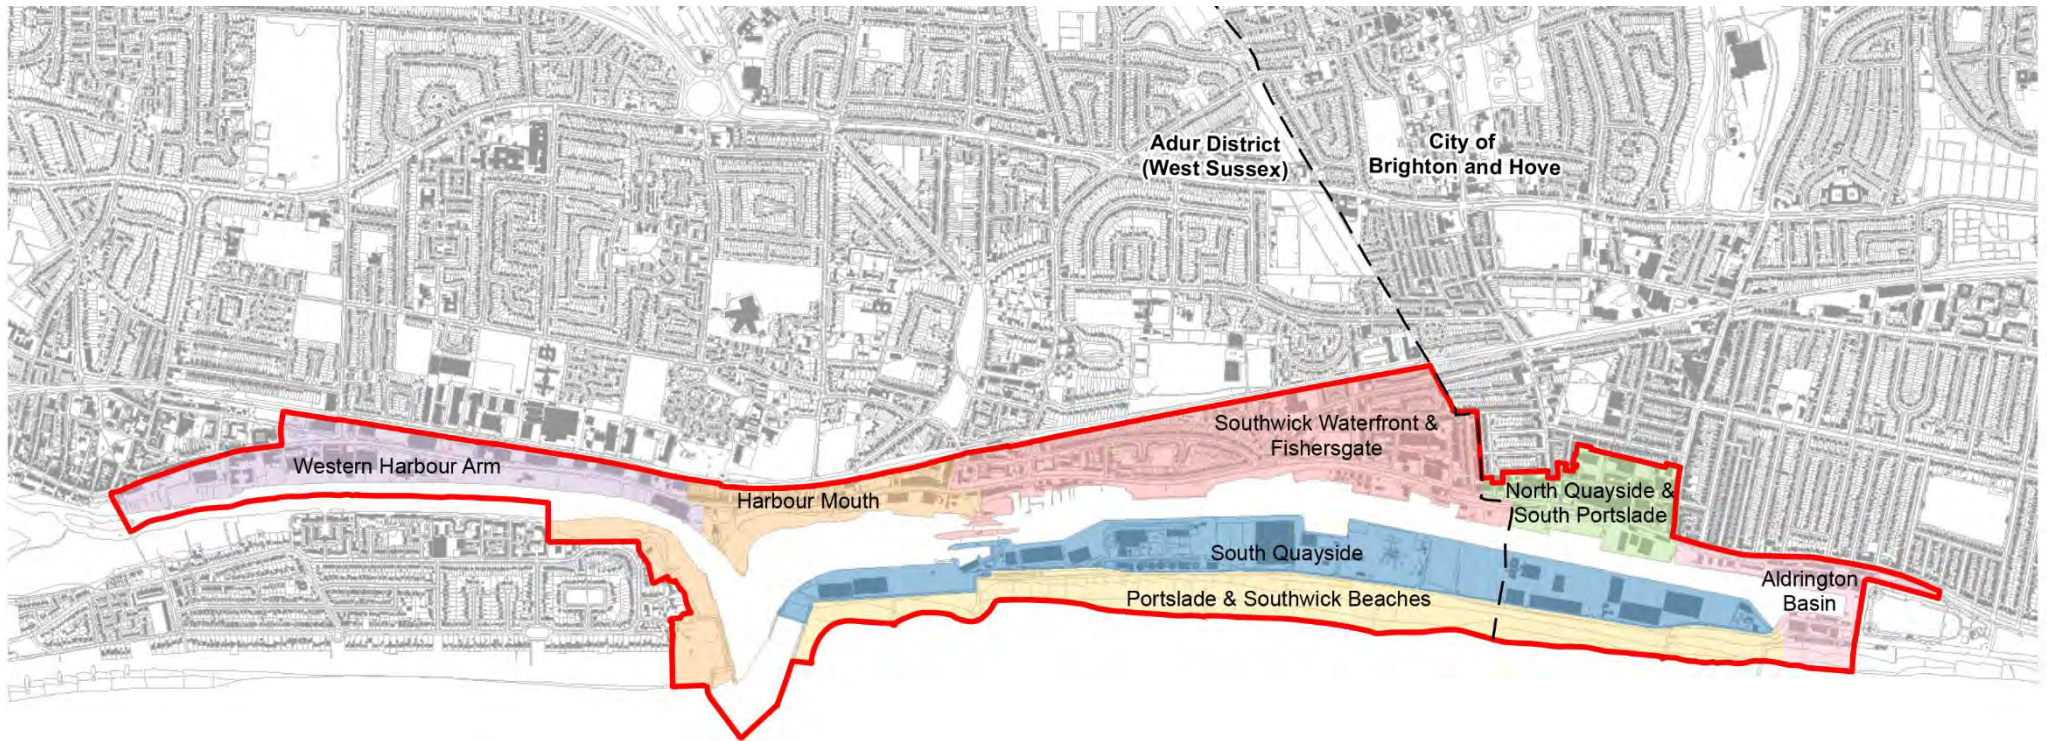 Adur District
(West Sussex)
City of
Brighton and Hove
Southwick Waterfront &
Fishersgate
Western Harbour Arm
Harbour Mouth
North Quayside &
South Portslade
South Quayside
Aldrington
Basin
Portslade & Southwick Beaches